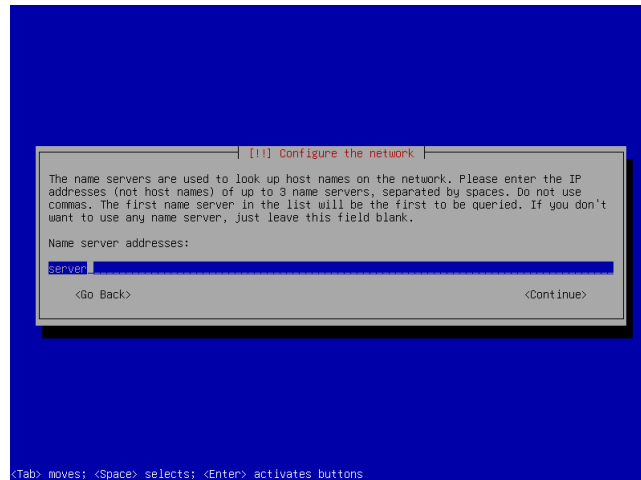 [!!] Configure the network
The name servers are used to look up host names on the network. Please enter the IP
addresses (not host names) of up to 3 name servers, separated by spaces. Do not use
commas. The first name server in the list will be the first to be queried. If you don't
want to use any name server, just leave this field blank.
Name server addresses:
server
<Go Back> <Continue>
<Tab> moves; <Space> selects; <Enter> activates buttons